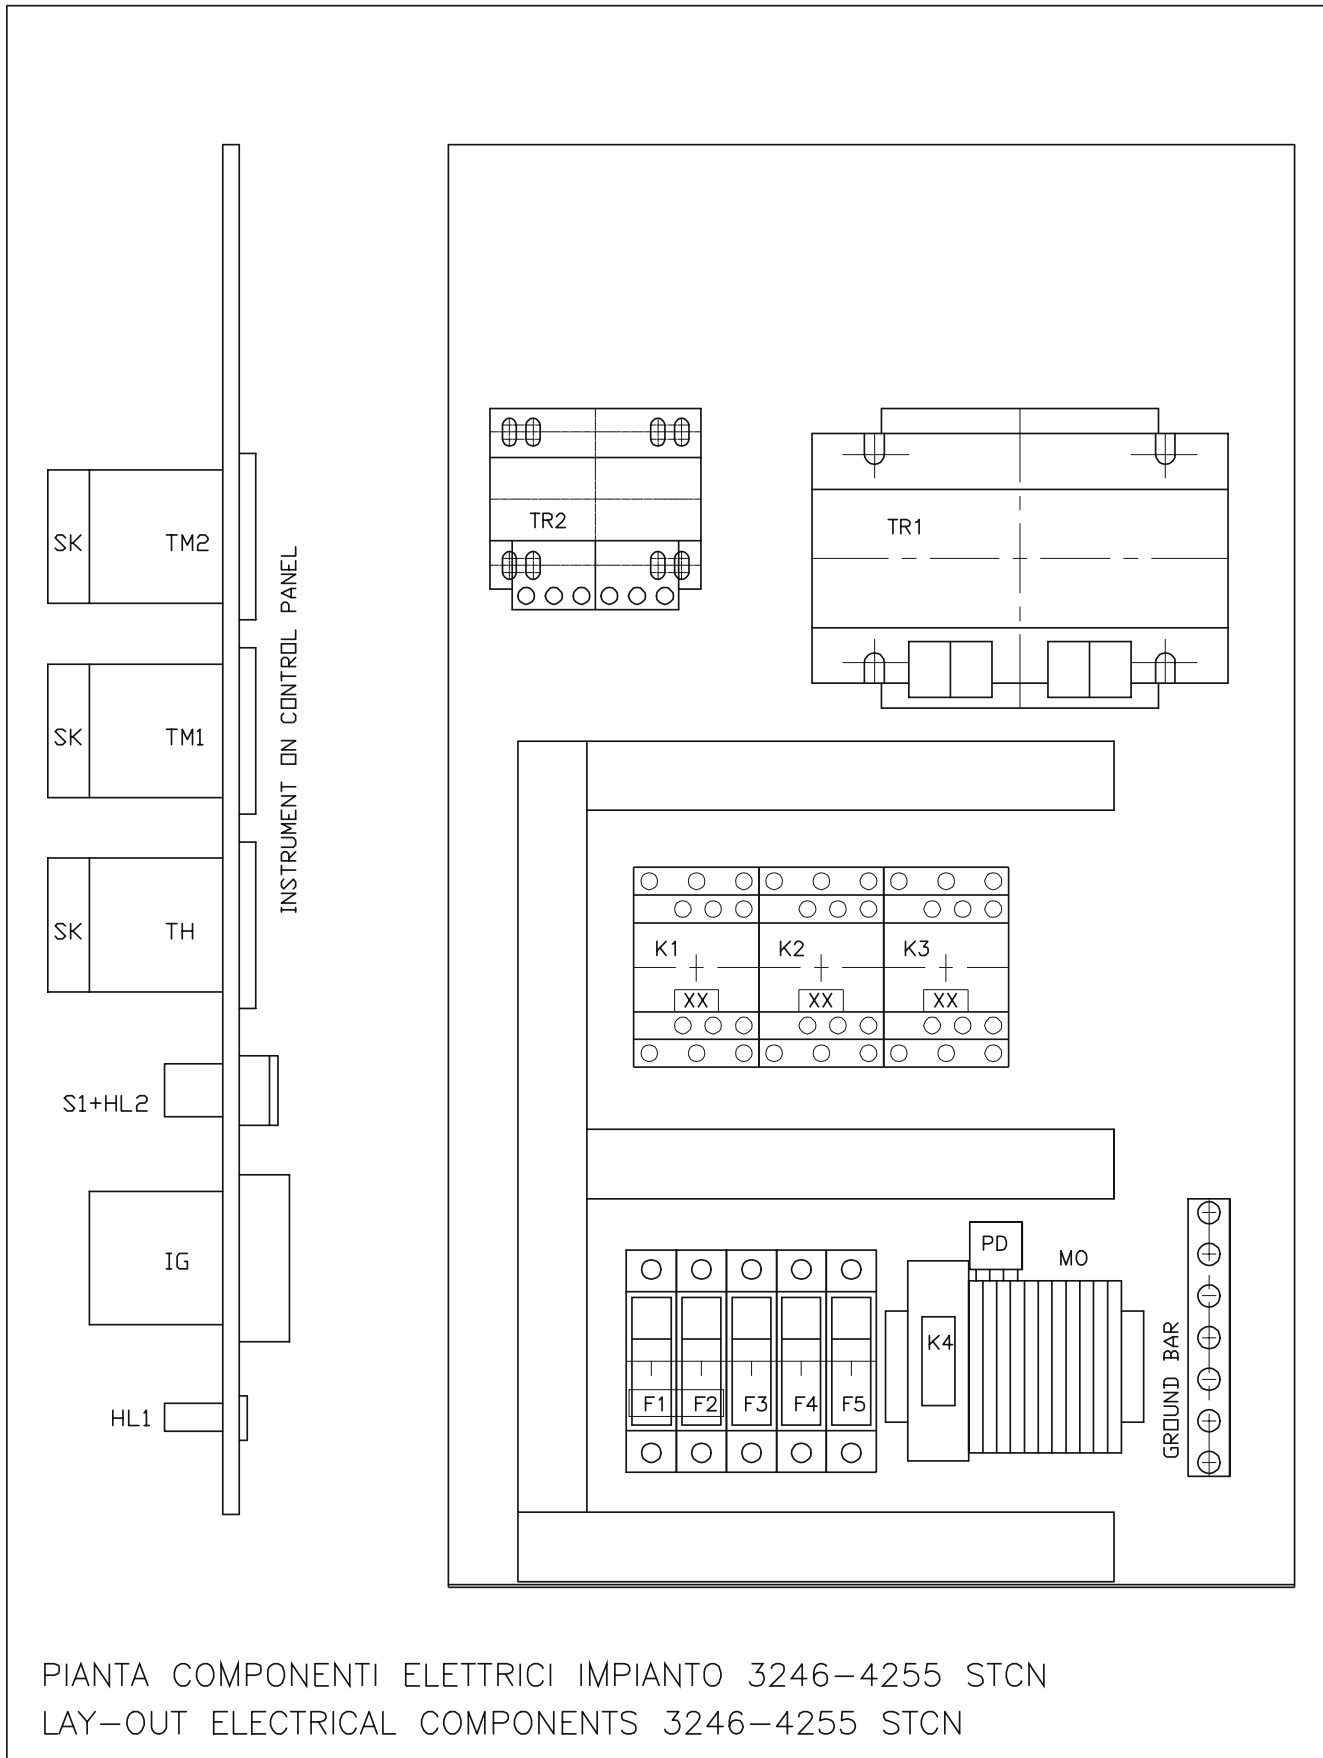 SK TM2
TR2
TR1
INSTRUMENT ON CONTROL PANEL
SK TM1
SK TH
K1 K2 K3
XX XX XX
S1+HL2
IG
PD
MO
K4
F1 F2 F3 F4 F5
GROUND BAR
HL1
PIANTA COMPONENTI ELETTRICI IMPIANTO 3246-4255 STCN
LAY-OUT ELECTRICAL COMPONENTS 3246-4255 STCN